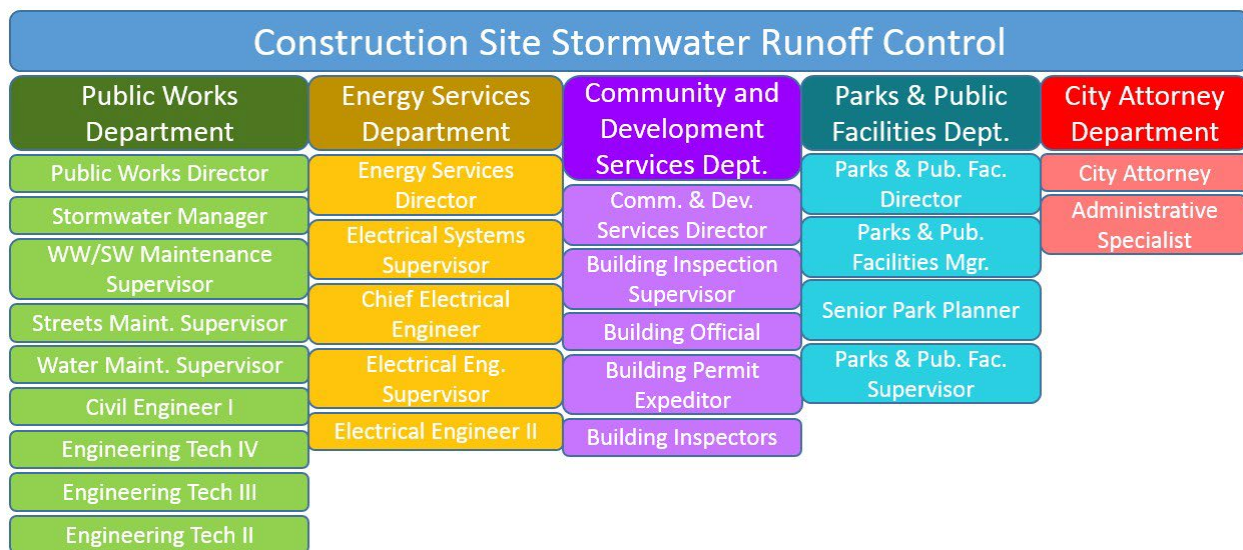 Construction Site Stormwater Runoff Control
Public Works
Department
Public Works Director
Stormwater Manager
WW/SW Maintenance
Supervisor
Streets Maint. Supervisor
Water Maint. Supervisor
Civil Engineer I
Engineering Tech IV
Engineering Tech III
Engineering Tech II
Energy Services
Department
Energy Services
Director
Electrical Systems
Supervisor
Chief Electrical
Engineer
Electrical Eng.
Supervisor
Electrical Engineer II
Community and
Development
Services Dept.
Comm. & Dev.
Services Director
Building Inspection
Supervisor
Building Official
Building Permit
Expeditor
Building Inspectors
Parks & Public
Facilities Dept.
Parks & Pub. Fac.
Director
Parks & Pub.
Facilities Mgr.
Senior Park Planner
Parks & Pub. Fac.
Supervisor
City Attorney
Department
City Attorney
Administrative
Specialist